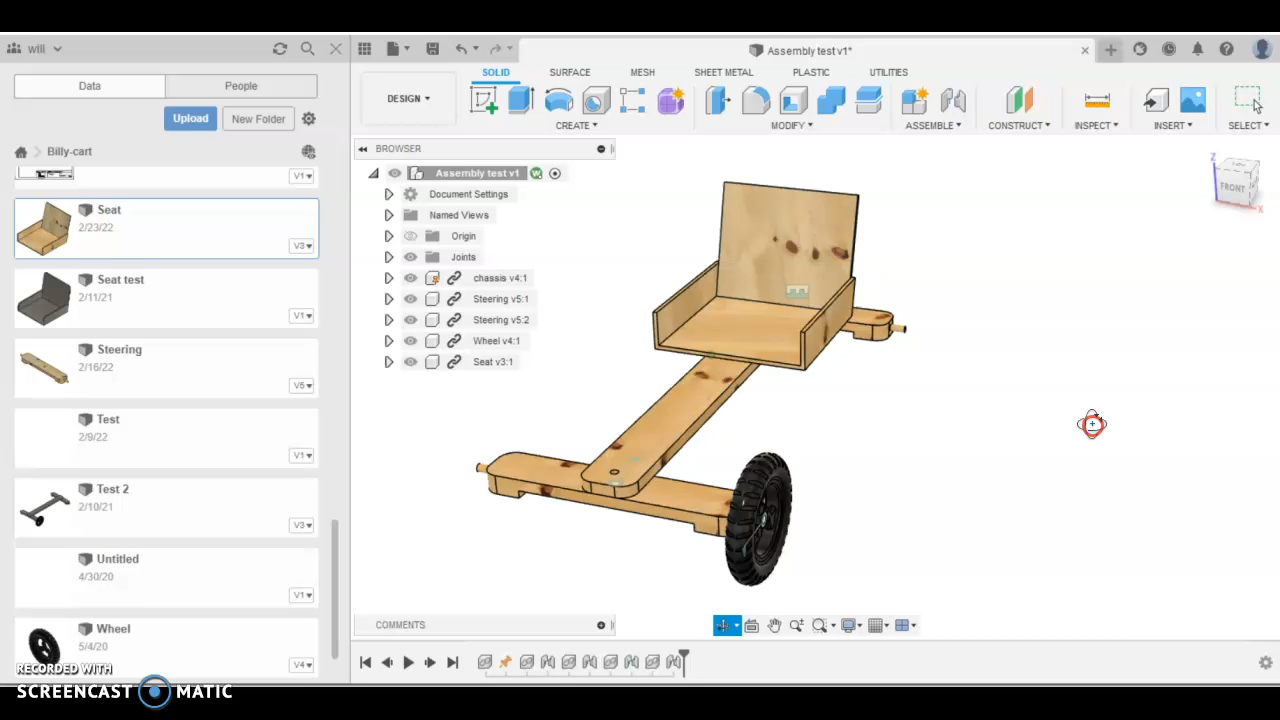 will
Assembly test v1*
Data
People
SOLID
SURFACE
MESH
SHEET METAL
PLASTIC
UTILITIES
DESIGN
CREATE
MODIFY
ASSEMBLE
CONSTRUCT
INSPECT
INSERT
SELECT
Upload
New Folder
Billy-cart
V1
Seat
2/23/22
V3
Seat test
2/11/21
V1
Steering
2/16/22
V5
Test
2/9/22
V1
Test 2
2/10/21
V3
Untitled
4/30/20
V1
Wheel
5/4/20
V4
BROWSER
Assembly test v1
Document Settings
Named Views
Origin
Joints
chassis v4:1
Steering v5:1
Steering v5:2
Wheel v4:1
Seat v3:1
Z
FRONT
X
COMMENTS
RECORDED WITH
SCREENCAST MATIC